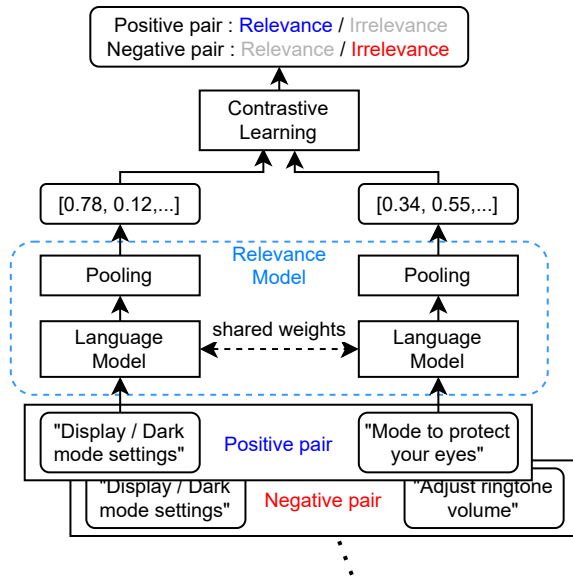 Positive pair : Relevance / Irrelevance
Negative pair : Relevance / Irrelevance
Contrastive
Learning
[0.78, 0.12,...]
[0.34, 0.55,...]
Relevance
Model
Pooling
Pooling
Language
Model
shared weights
Language
Model
"Display / Dark
mode settings"
Positive pair
"Mode to protect
your eyes"
"Display / Dark
mode settings"
Negative pair
"Adjust ringtone
volume"